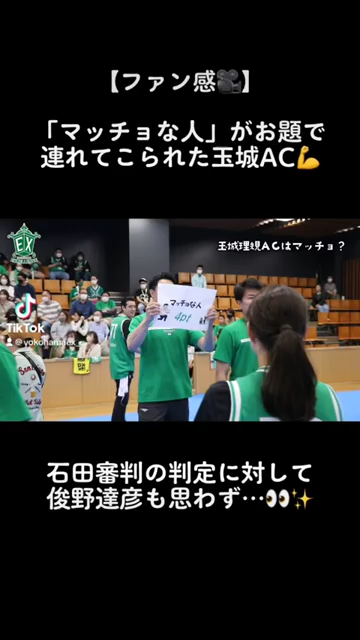 【ファン感🎥】
「マッチョな人」がお題で
連れてこられた玉城AC💪
EX
玉城理規ACはマッチョ?
マッチョな人
4pt
TikTok
@yokohamaex_
石田審判の判定に対して
俊野達彦も思わず…👀✨